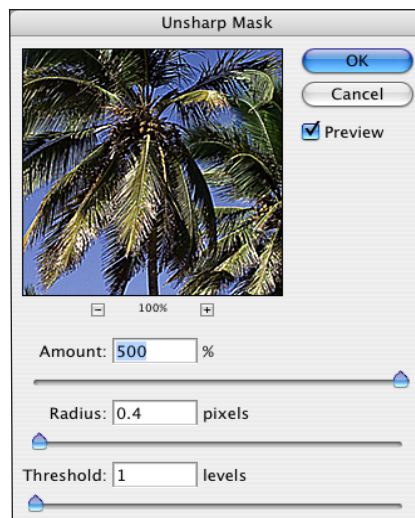 Unsharp Mask
OK
Cancel
Preview
100%
Amount: 500 %
Radius: 0.4 pixels
Threshold: 1 levels